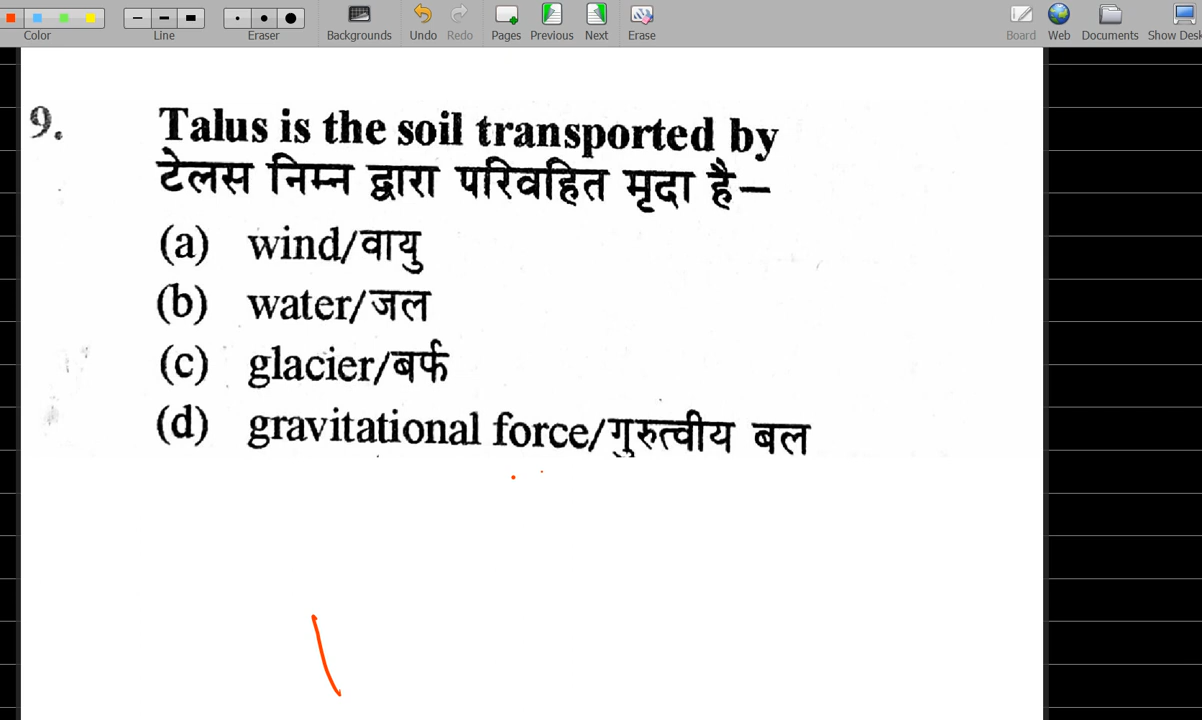 Color
Line
Eraser
Backgrounds
Undo
Redo
Pages
Previous
Next
Erase
Board
Web
Documents
Show Desk
9. Talus is the soil transported by
टेलस निम्न द्वारा परिवहित मृदा है–
(a) wind/वायु
(b) water/जल
(c) glacier/बर्फ
(d) gravitational force/गुरुत्वीय बल